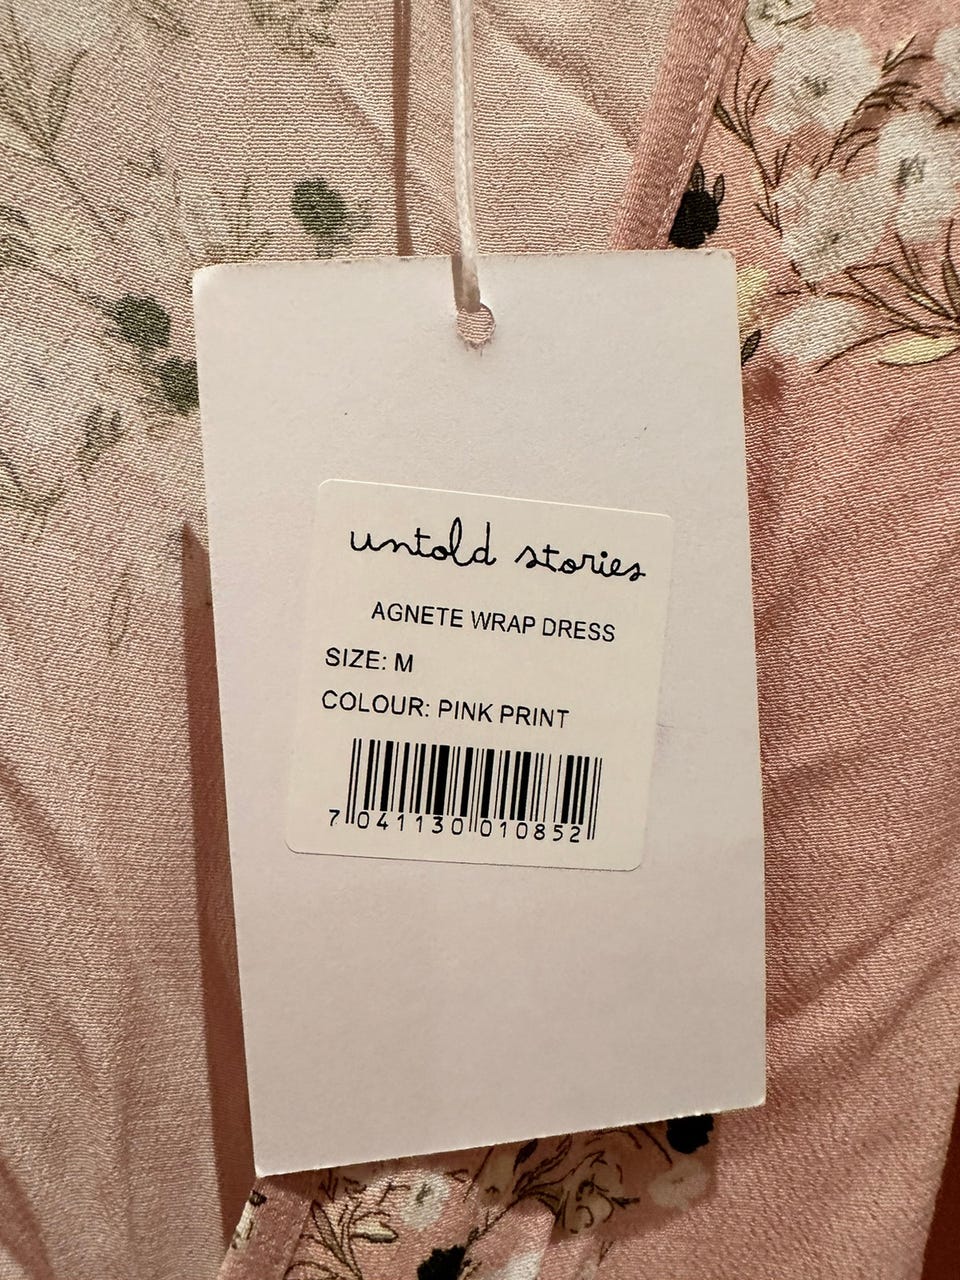 untold stories
AGNETE WRAP DRESS
SIZE: M
COLOUR: PINK PRINT
7 041130 010852